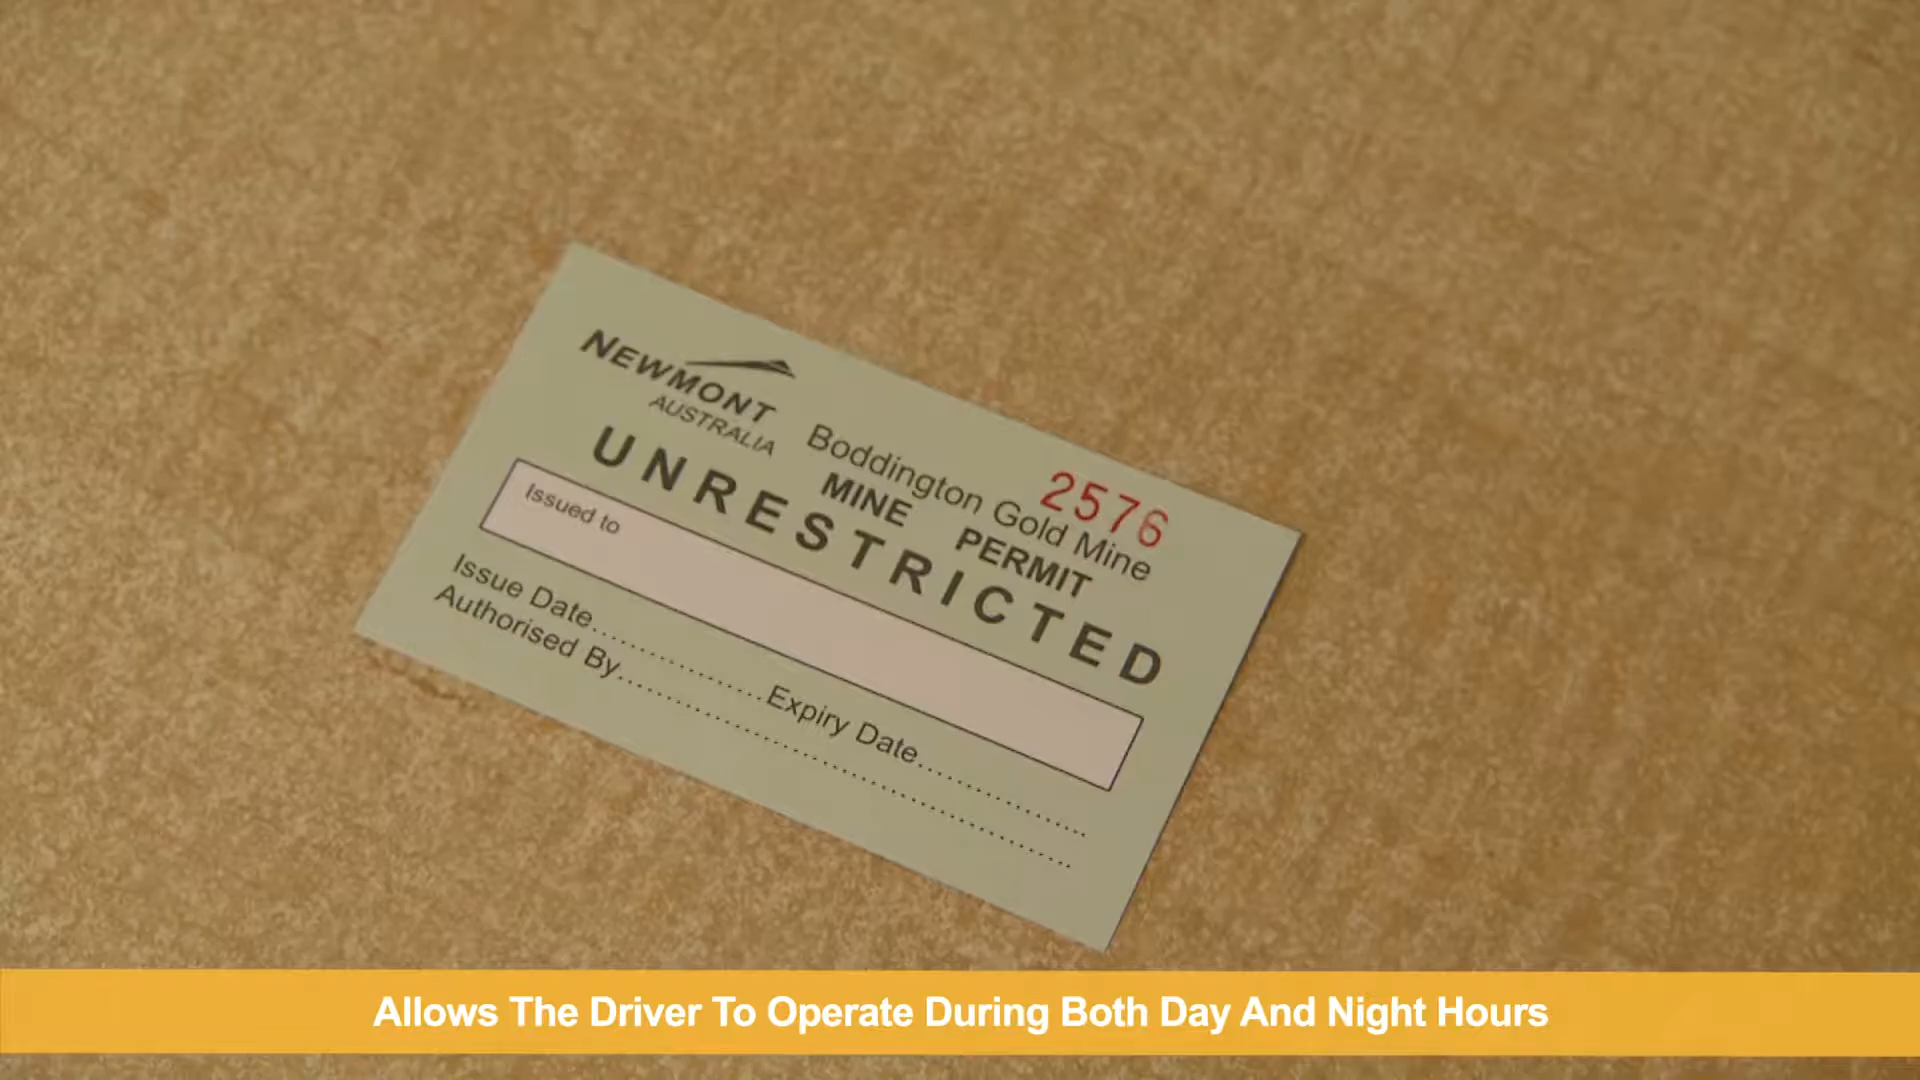 NEWMONT
AUSTRALIA
2576
Boddington Gold Mine
MINE PERMIT
UNRESTRICTED
Issued to
Issue Date....................Expiry Date....................
Authorised By......................................................
Allows The Driver To Operate During Both Day And Night Hours